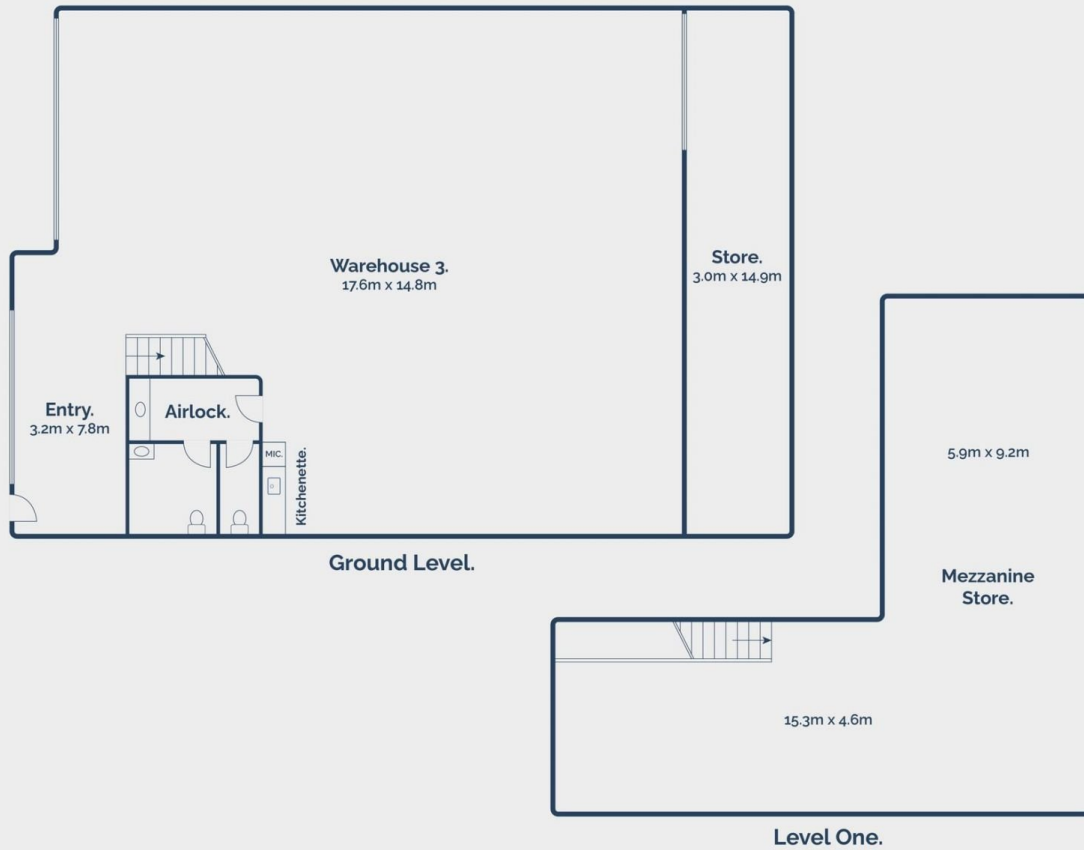 Warehouse 3.
17.6m x 14.8m
Store.
3.0m x 14.9m
Entry.
3.2m x 7.8m
Airlock.
MIC.
Kitchenette.
Ground Level.
5.9m x 9.2m
Mezzanine
Store.
15.3m x 4.6m
Level One.